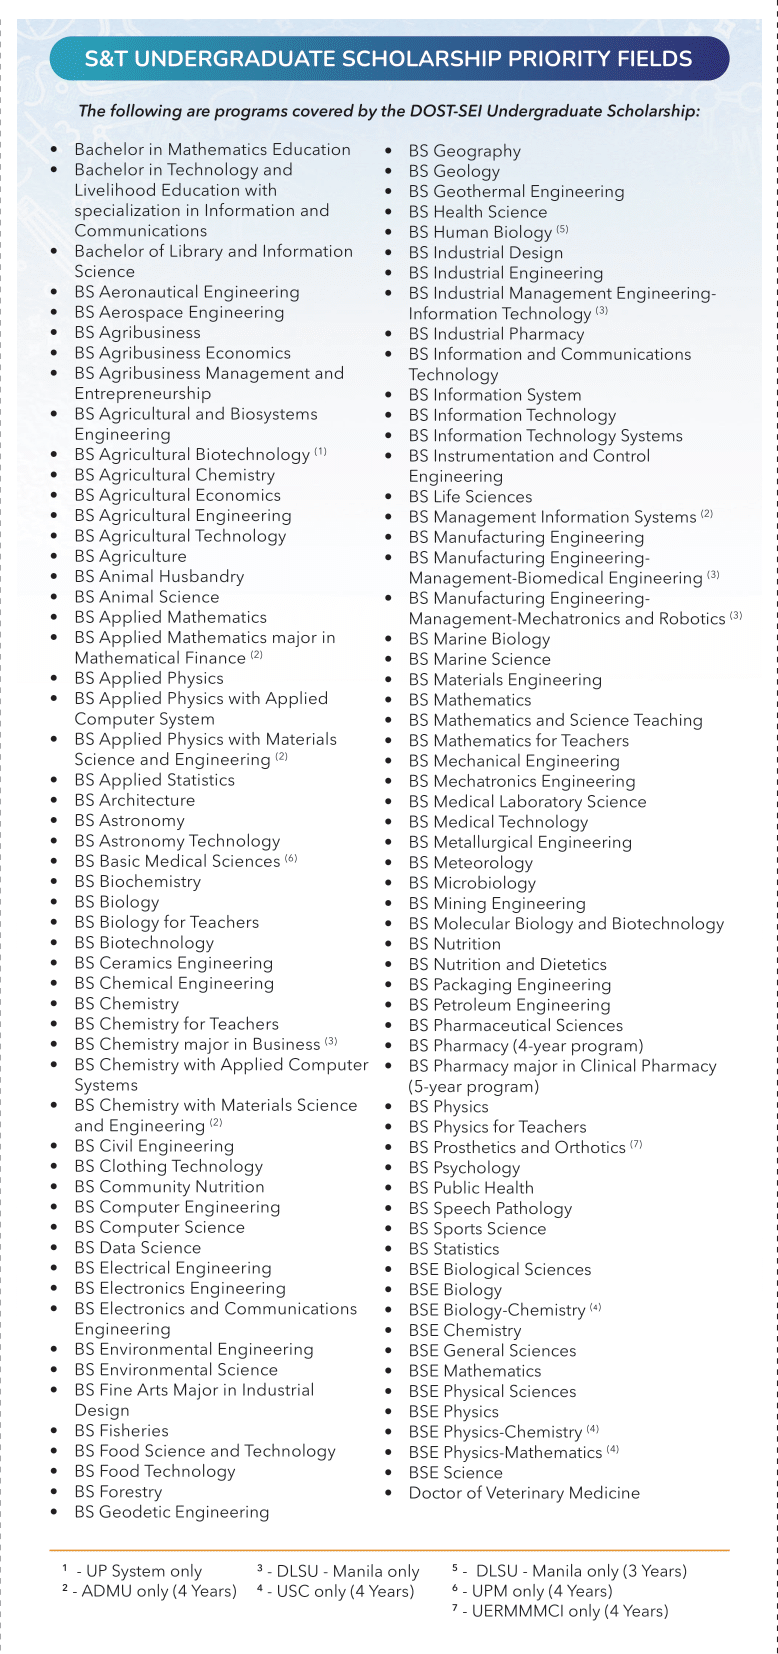 S&T UNDERGRADUATE SCHOLARSHIP PRIORITY FIELDS
The following are programs covered by the DOST-SEI Undergraduate Scholarship:
• Bachelor in Mathematics Education
• Bachelor in Technology and
Livelihood Education with
specialization in Information and
Communications
• Bachelor of Library and Information
Science
• BS Aeronautical Engineering
• BS Aerospace Engineering
• BS Agribusiness
• BS Agribusiness Economics
• BS Agribusiness Management and
Entrepreneurship
• BS Agricultural and Biosystems
Engineering
• BS Agricultural Biotechnology (1)
• BS Agricultural Chemistry
• BS Agricultural Economics
• BS Agricultural Engineering
• BS Agricultural Technology
• BS Agriculture
• BS Animal Husbandry
• BS Animal Science
• BS Applied Mathematics
• BS Applied Mathematics major in
Mathematical Finance (2)
• BS Applied Physics
• BS Applied Physics with Applied
Computer System
• BS Applied Physics with Materials
Science and Engineering (2)
• BS Applied Statistics
• BS Architecture
• BS Astronomy
• BS Astronomy Technology
• BS Basic Medical Sciences (6)
• BS Biochemistry
• BS Biology
• BS Biology for Teachers
• BS Biotechnology
• BS Ceramics Engineering
• BS Chemical Engineering
• BS Chemistry
• BS Chemistry for Teachers
• BS Chemistry major in Business (3)
• BS Chemistry with Applied Computer
Systems
• BS Chemistry with Materials Science
and Engineering (2)
• BS Civil Engineering
• BS Clothing Technology
• BS Community Nutrition
• BS Computer Engineering
• BS Computer Science
• BS Data Science
• BS Electrical Engineering
• BS Electronics Engineering
• BS Electronics and Communications
Engineering
• BS Environmental Engineering
• BS Environmental Science
• BS Fine Arts Major in Industrial
Design
• BS Fisheries
• BS Food Science and Technology
• BS Food Technology
• BS Forestry
• BS Geodetic Engineering
• BS Geography
• BS Geology
• BS Geothermal Engineering
• BS Health Science
• BS Human Biology (5)
• BS Industrial Design
• BS Industrial Engineering
• BS Industrial Management Engineering-
Information Technology (3)
• BS Industrial Pharmacy
• BS Information and Communications
Technology
• BS Information System
• BS Information Technology
• BS Information Technology Systems
• BS Instrumentation and Control
Engineering
• BS Life Sciences
• BS Management Information Systems (2)
• BS Manufacturing Engineering
• BS Manufacturing Engineering-
Management-Biomedical Engineering (3)
• BS Manufacturing Engineering-
Management-Mechatronics and Robotics (3)
• BS Marine Biology
• BS Marine Science
• BS Materials Engineering
• BS Mathematics
• BS Mathematics and Science Teaching
• BS Mathematics for Teachers
• BS Mechanical Engineering
• BS Mechatronics Engineering
• BS Medical Laboratory Science
• BS Medical Technology
• BS Metallurgical Engineering
• BS Meteorology
• BS Microbiology
• BS Mining Engineering
• BS Molecular Biology and Biotechnology
• BS Nutrition
• BS Nutrition and Dietetics
• BS Packaging Engineering
• BS Petroleum Engineering
• BS Pharmaceutical Sciences
• BS Pharmacy (4-year program)
• BS Pharmacy major in Clinical Pharmacy
(5-year program)
• BS Physics
• BS Physics for Teachers
• BS Prosthetics and Orthotics (7)
• BS Psychology
• BS Public Health
• BS Speech Pathology
• BS Sports Science
• BS Statistics
• BSE Biological Sciences
• BSE Biology
• BSE Biology-Chemistry (4)
• BSE Chemistry
• BSE General Sciences
• BSE Mathematics
• BSE Physical Sciences
• BSE Physics
• BSE Physics-Chemistry (4)
• BSE Physics-Mathematics (4)
• BSE Science
• Doctor of Veterinary Medicine
1 - UP System only
2 - ADMU only (4 Years)
3 - DLSU - Manila only
4 - USC only (4 Years)
5 - DLSU - Manila only (3 Years)
6 - UPM only (4 Years)
7 - UERMMMCI only (4 Years)